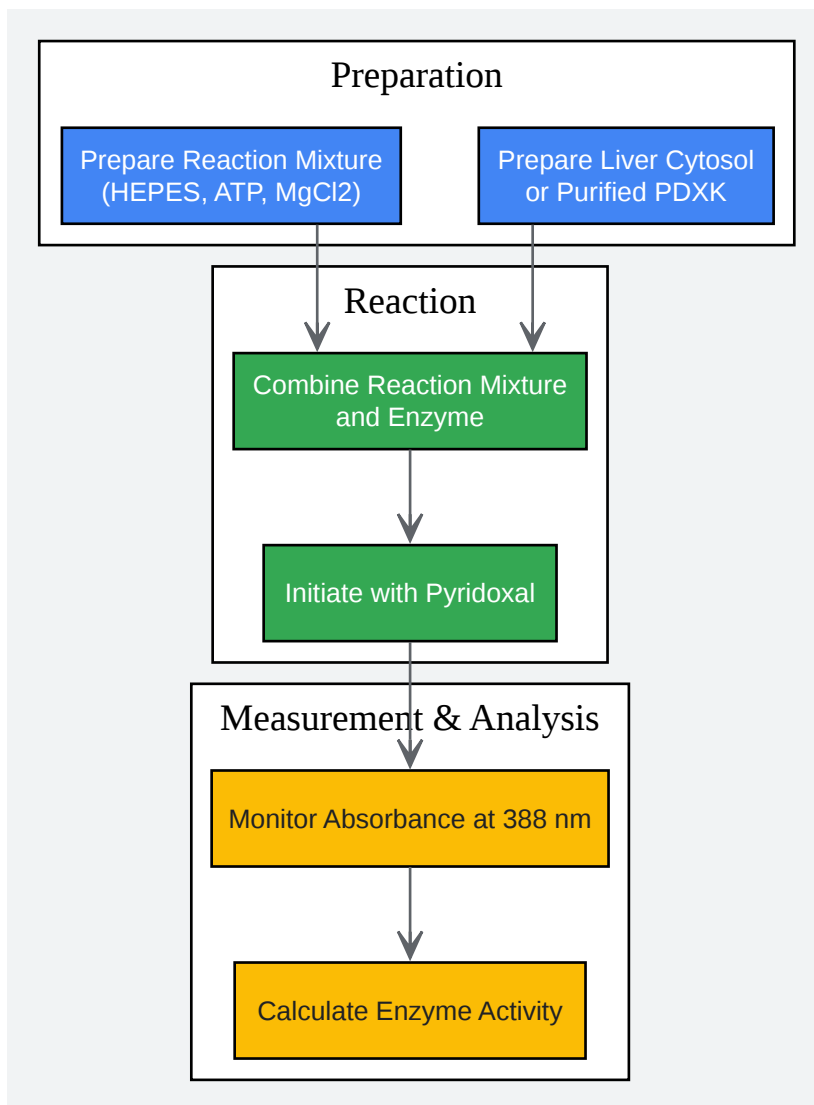 Preparation
Prepare Reaction Mixture
(HEPES, ATP, MgCl2)
Prepare Liver Cytosol
or Purified PDXK
Reaction
Combine Reaction Mixture
and Enzyme
Initiate with Pyridoxal
Measurement & Analysis
Monitor Absorbance at 388 nm
Calculate Enzyme Activity